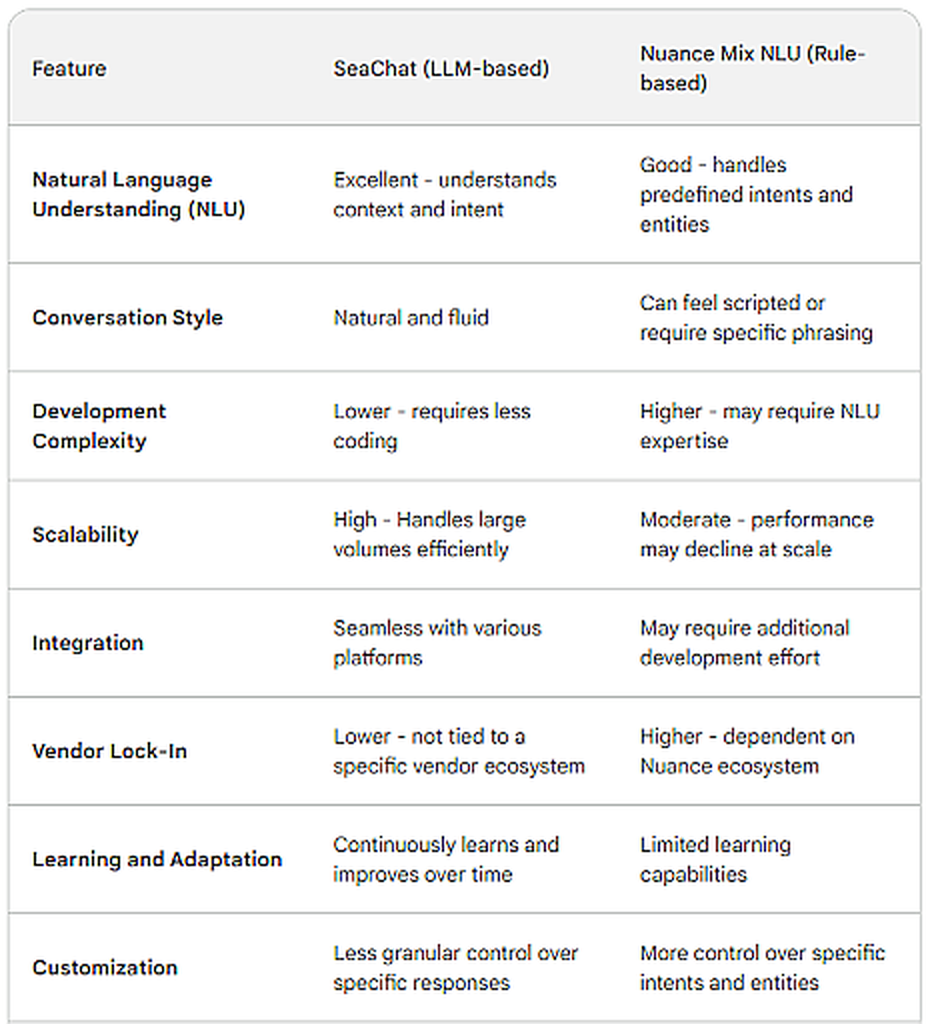 Feature
SeaChat (LLM-based)
Nuance Mix NLU (Rule-
based)
Natural Language
Understanding (NLU)
Excellent - understands
context and intent
Good - handles
predefined intents and
entities
Conversation Style
Natural and fluid
Can feel scripted or
require specific phrasing
Development
Complexity
Lower - requires less
coding
Higher - may require NLU
expertise
Scalability
High - Handles large
volumes efficiently
Moderate - performance
may decline at scale
Integration
Seamless with various
platforms
May require additional
development effort
Vendor Lock-In
Lower - not tied to a
specific vendor ecosystem
Higher - dependent on
Nuance ecosystem
Learning and Adaptation
Continuously learns and
improves over time
Limited learning
capabilities
Customization
Less granular control over
specific responses
More control over specific
intents and entities